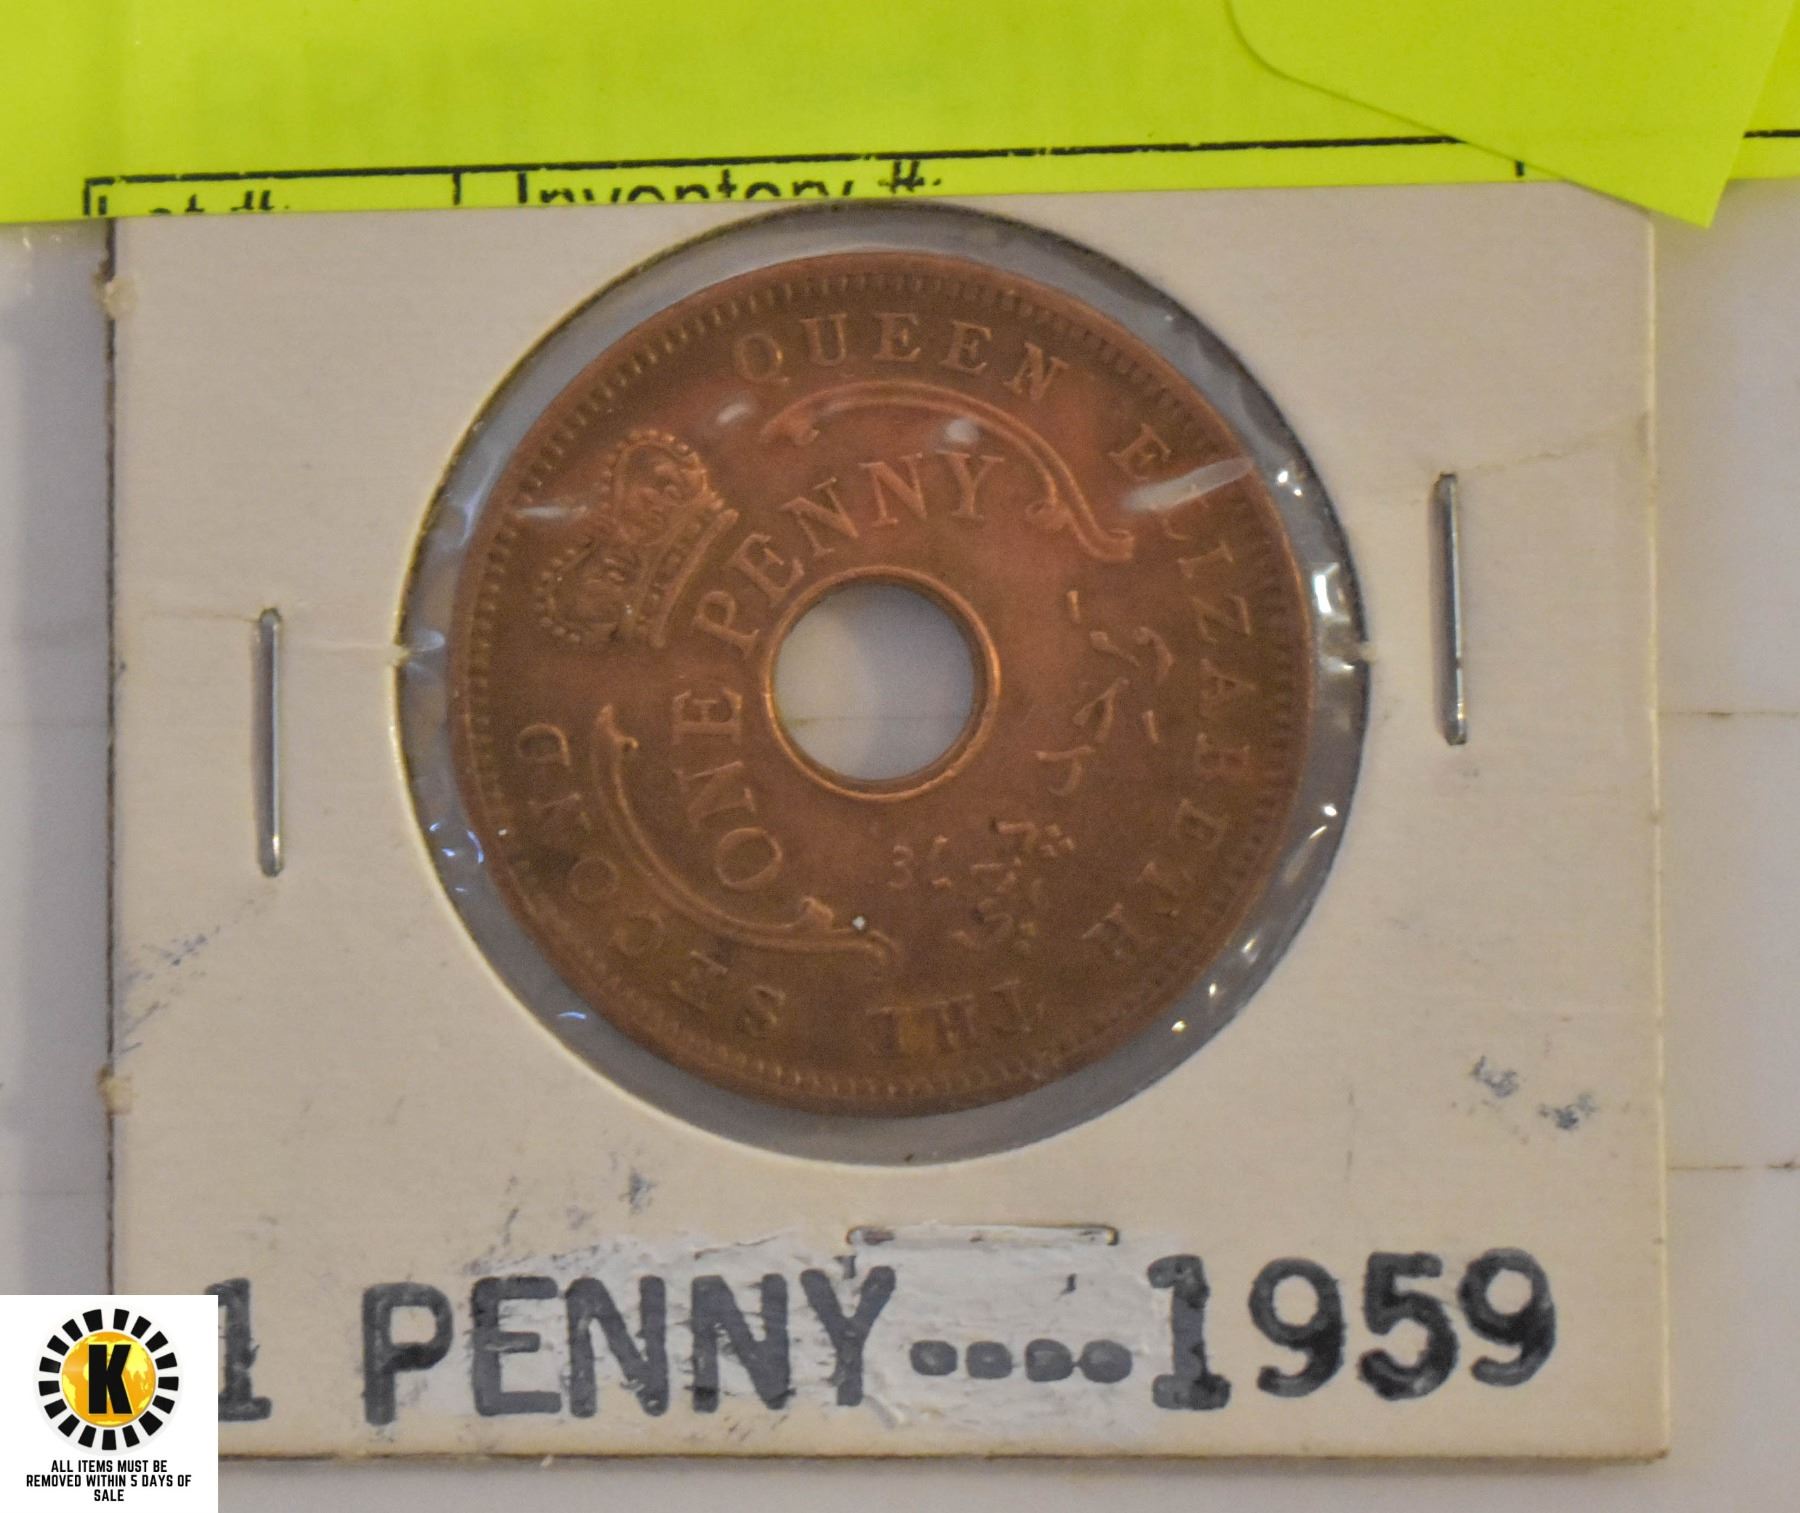 Lot #.
Inventory #.
QUEEN ELIZABETH THE SECOND
ONE PENNY
1 PENNY....1959
K
ALL ITEMS MUST BE
REMOVED WITHIN 5 DAYS OF
SALE